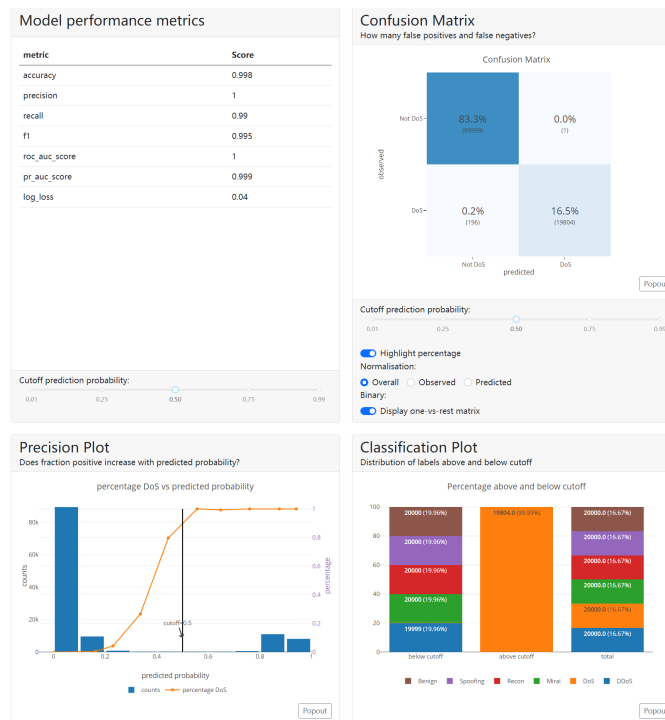 Model performance metrics
metric Score
accuracy 0.998
precision 1
recall 0.99
f1 0.995
roc_auc_score 1
pr_auc_score 0.999
log_loss 0.04
Cutoff prediction probability:
0.01 0.25 0.50 0.75 0.99
Confusion Matrix
How many false positives and false negatives?
Confusion Matrix
observed
Not DoS
83.3%
(99999)
0.0%
(1)
DoS
0.2%
(196)
16.5%
(19804)
Not DoS DoS
predicted
Popou
Cutoff prediction probability:
0.01 0.25 0.50 0.75 0.99
Highlight percentage
Normalisation:
Overall Observed Predicted
Binary:
Display one-vs-rest matrix
Precision Plot
Does fraction positive increase with predicted probability?
percentage DoS vs predicted probability
counts
80k
60k
40k
20k
0
1
0.8
0.6
0.4
0.2
0
percentage
cutoff=0.5
0 0.2 0.4 0.6 0.8 1
predicted probability
counts percentage DoS
Popout
Classification Plot
Distribution of labels above and below cutoff
Percentage above and below cutoff
100
80
60
40
20
0
20000 (19.96%)
20000 (19.96%)
20000 (19.96%)
20000 (19.96%)
19999 (19.96%)
19804.0 (99.99%)
20000.0 (16.67%)
20000.0 (16.67%)
20000.0 (16.67%)
20000.0 (16.67%)
20000.0 (16.67%)
20000.0 (16.67%)
below cutoff above cutoff total
Benign Spoofing Recon Mirai DoS DDoS
Popou